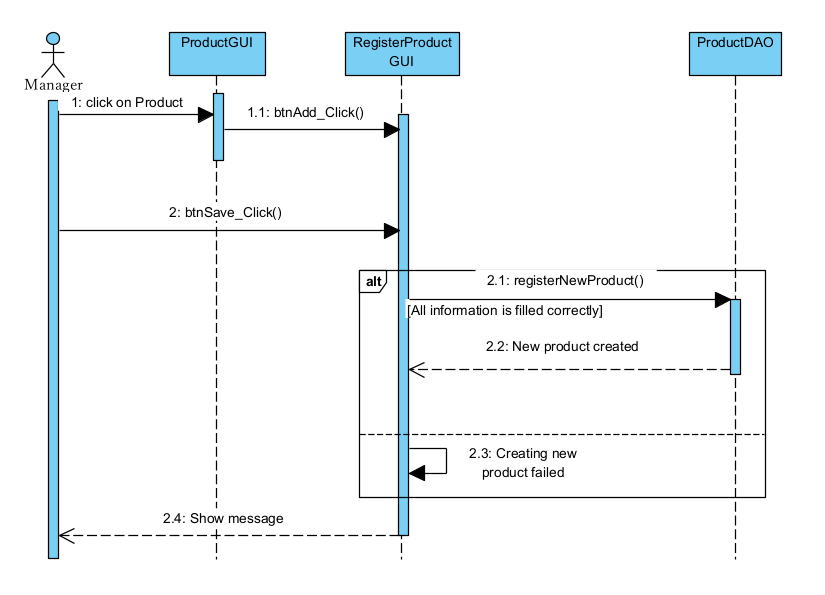 ProductGUI
RegisterProduct
GUI
ProductDAO
Manager
1: click on Product
1.1: btnAdd_Click()
2: btnSave_Click()
alt
2.1: registerNewProduct()
[All information is filled correctly]
2.2: New product created
2.3: Creating new
product failed
2.4: Show message